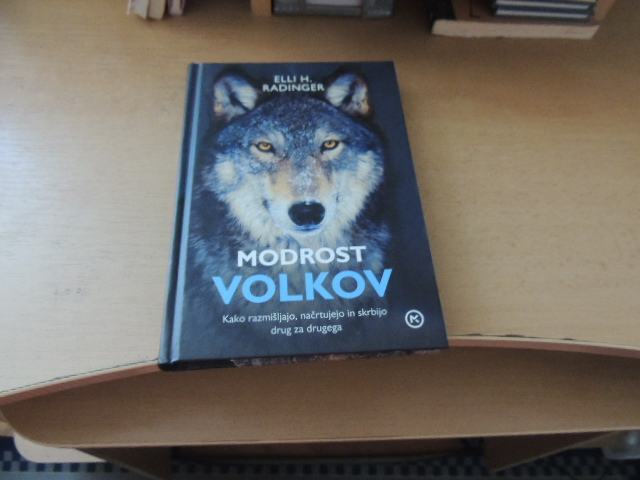 ELLI H.
RADINGER
MODROST
VOLKOV
Kako razmišljajo, načrtujejo in skrbijo
drug za drugega